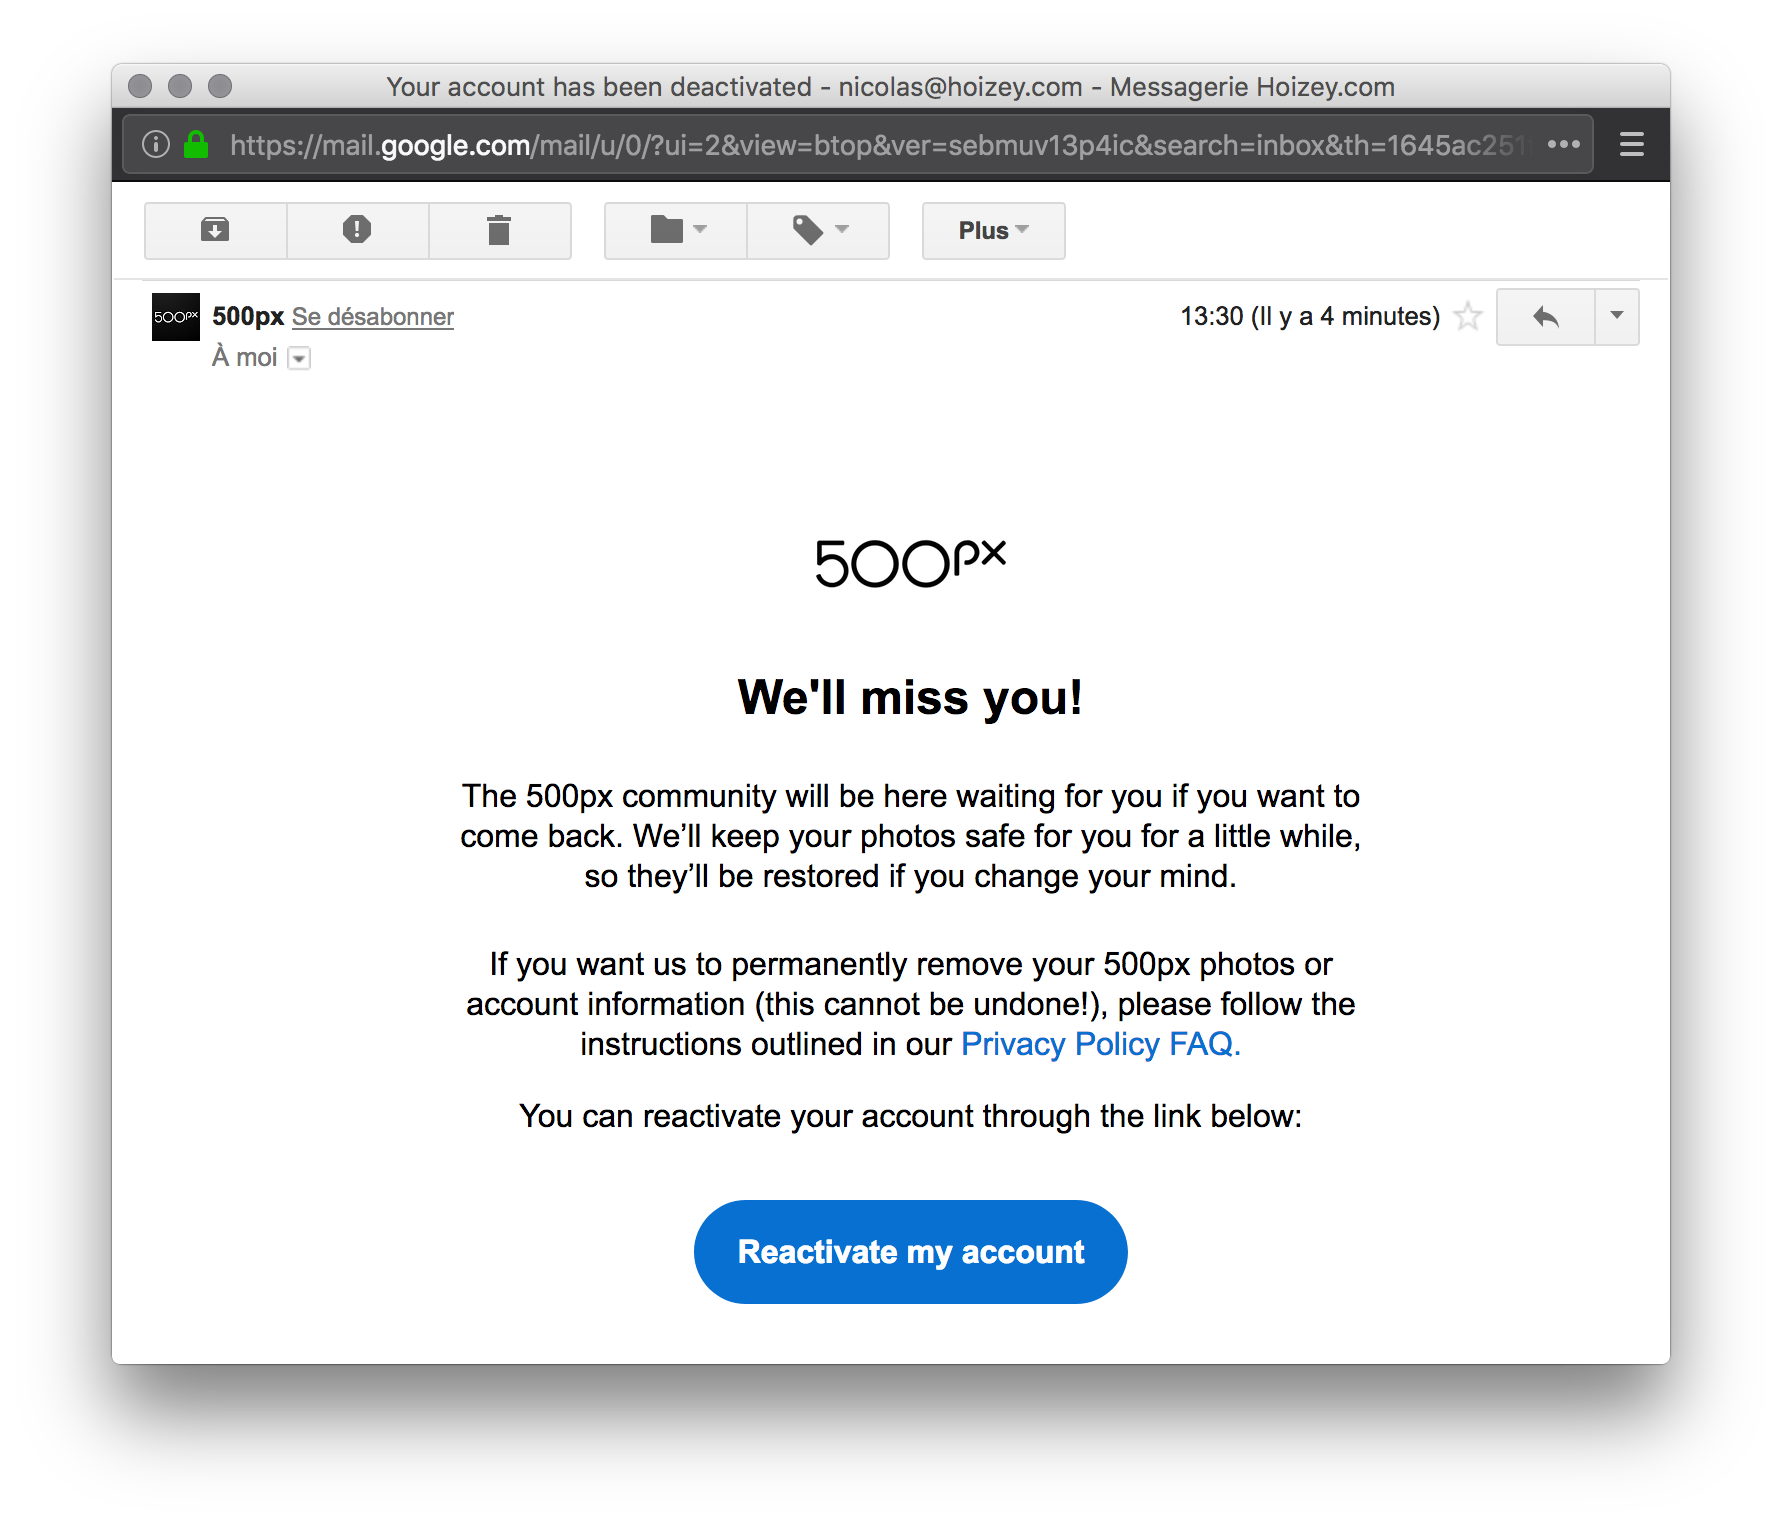 Your account has been deactivated - nicolas@hoizey.com - Messagerie Hoizey.com
https://mail.google.com/mail/u/0/?ui=2&view=btop&ver=sebmuv13p4ic&search=inbox&th=1645ac251
Plus
500px
500px Se désabonner
13:30 (Il y a 4 minutes)
À moi
500px
We'll miss you!
The 500px community will be here waiting for you if you want to
come back. We’ll keep your photos safe for you for a little while,
so they’ll be restored if you change your mind.
If you want us to permanently remove your 500px photos or
account information (this cannot be undone!), please follow the
instructions outlined in our Privacy Policy FAQ.
You can reactivate your account through the link below:
Reactivate my account